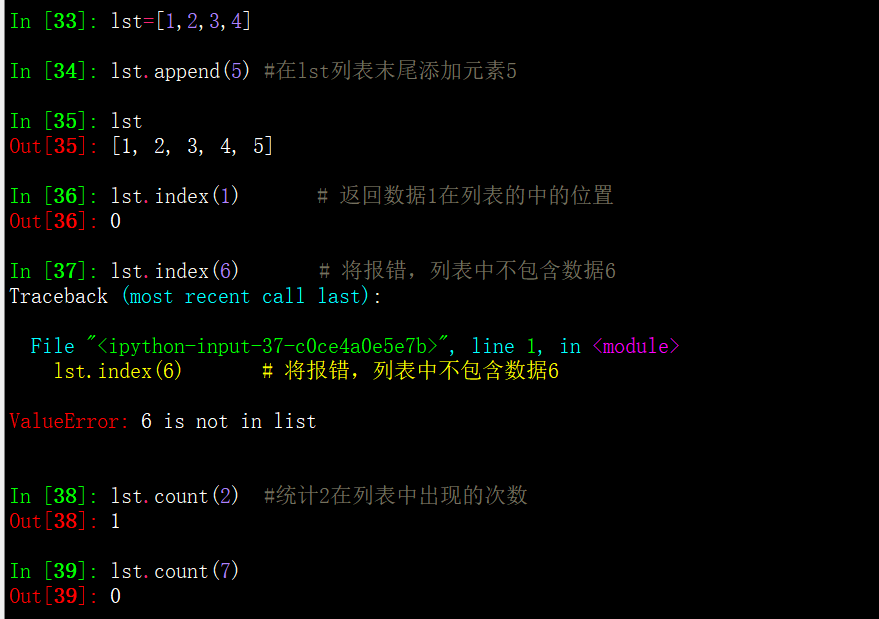 In [33]: lst=[1,2,3,4]
In [34]: lst.append(5) #在lst列表末尾添加元素5
In [35]: lst
Out[35]: [1, 2, 3, 4, 5]
In [36]: lst.index(1)       # 返回数据1在列表的中的位置
Out[36]: 0
In [37]: lst.index(6)       # 将报错，列表中不包含数据6
Traceback (most recent call last):
  File "<ipython-input-37-c0ce4a0e5e7b>", line 1, in <module>
    lst.index(6)       # 将报错，列表中不包含数据6
ValueError: 6 is not in list
In [38]: lst.count(2)  #统计2在列表中出现的次数
Out[38]: 1
In [39]: lst.count(7)
Out[39]: 0